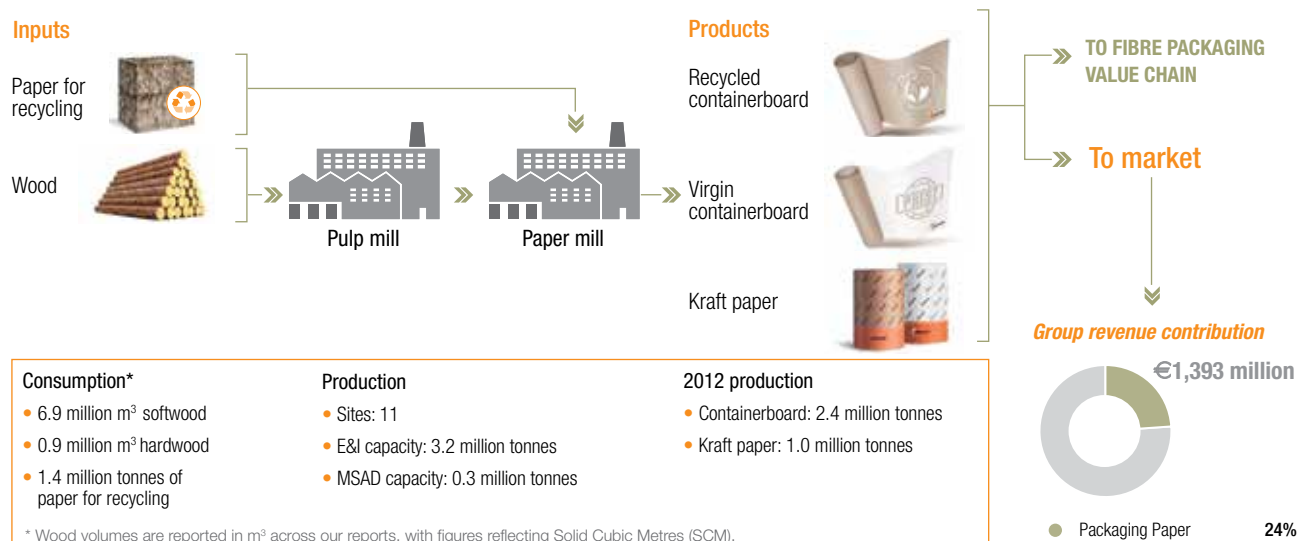 Inputs
Paper for
recycling
Wood
Pulp mill
Paper mill
Products
Recycled
containerboard
Virgin
containerboard
Kraft paper
TO FIBRE PACKAGING
VALUE CHAIN
To market
Group revenue contribution
€1,393 million
Packaging Paper 24%
Consumption*
• 6.9 million m³ softwood
• 0.9 million m³ hardwood
• 1.4 million tonnes of
paper for recycling
Production
• Sites: 11
• E&I capacity: 3.2 million tonnes
• MSAD capacity: 0.3 million tonnes
2012 production
• Containerboard: 2.4 million tonnes
• Kraft paper: 1.0 million tonnes
* Wood volumes are reported in m³ across our reports, with figures reflecting Solid Cubic Metres (SCM).